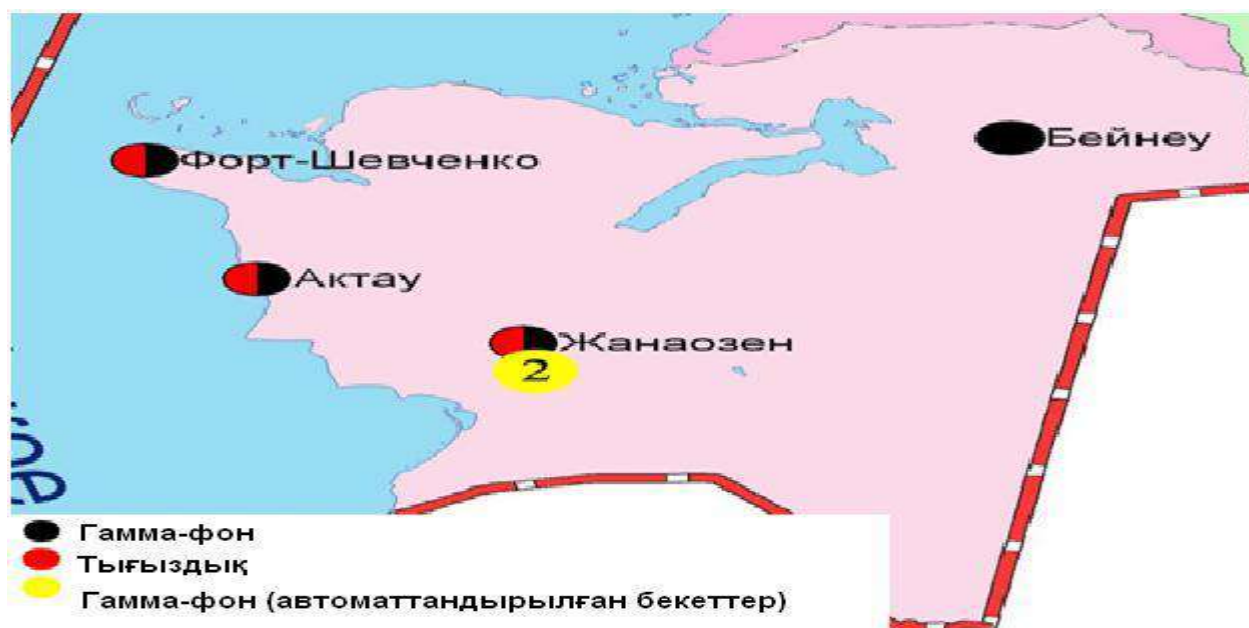 Бейнеу
Форт-Шевченко
Актау
Жанаозен
2
Гамма-фон
Тығыздық
Гамма-фон (автоматтандырылған бекеттер)